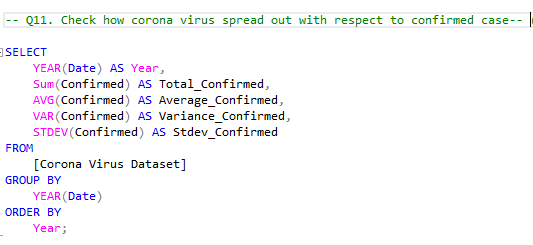 -- Q11. Check how corona virus spread out with respect to confirmed case--
SELECT
YEAR(Date) AS Year,
Sum(Confirmed) AS Total_Confirmed,
AVG(Confirmed) AS Average_Confirmed,
VAR(Confirmed) AS Variance_Confirmed,
STDEV(Confirmed) AS Stdev_Confirmed
FROM
[Corona Virus Dataset]
GROUP BY
YEAR(Date)
ORDER BY
Year;